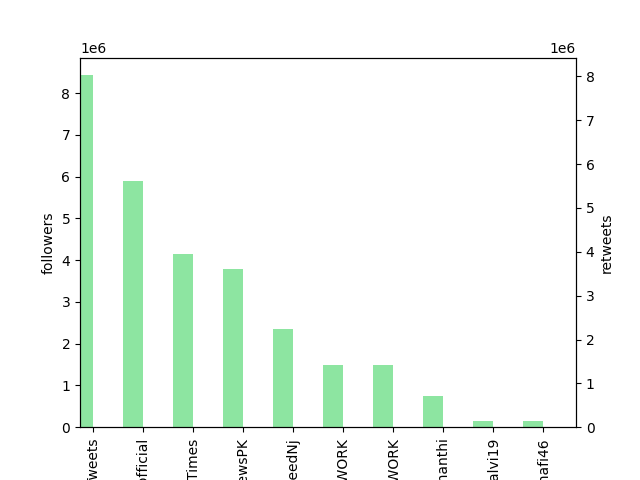 1e6
1e6
8
7
6
5
4
3
2
1
0
followers
8
7
6
5
4
3
2
1
0
retweets
weets
official
Times
ewsPK
eedNJ
WORK
WORK
nanthi
alvi19
nafi46